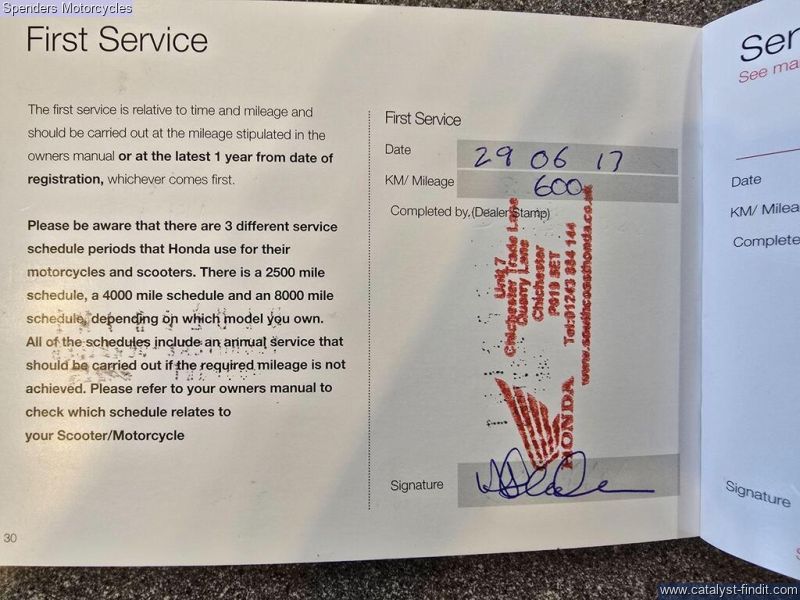 Spenders Motorcycles
First Service
The first service is relative to time and mileage and
should be carried out at the mileage stipulated in the
owners manual or at the latest 1 year from date of
registration, whichever comes first.
Please be aware that there are 3 different service
schedule periods that Honda use for their
motorcycles and scooters. There is a 2500 mile
schedule, a 4000 mile schedule and an 8000 mile
schedule, depending on which model you own.
All of the schedules include an annual service that
should be carried out if the required mileage is not
achieved. Please refer to your owners manual to
check which schedule relates to
your Scooter/Motorcycle
30
First Service
Date 29 06 17
KM/ Mileage 600
Completed by,(Dealer Stamp)
Unit 7
Chichester Trade Lane
Quarry Lane
Chichester
PO19 8ET
Tel:01243 884 144
www.southcoasthonda.co.uk
HONDA
Signature
Ser
See mai
Date
KM/ Milea
Complete
Signature
www.catalyst-findit.com